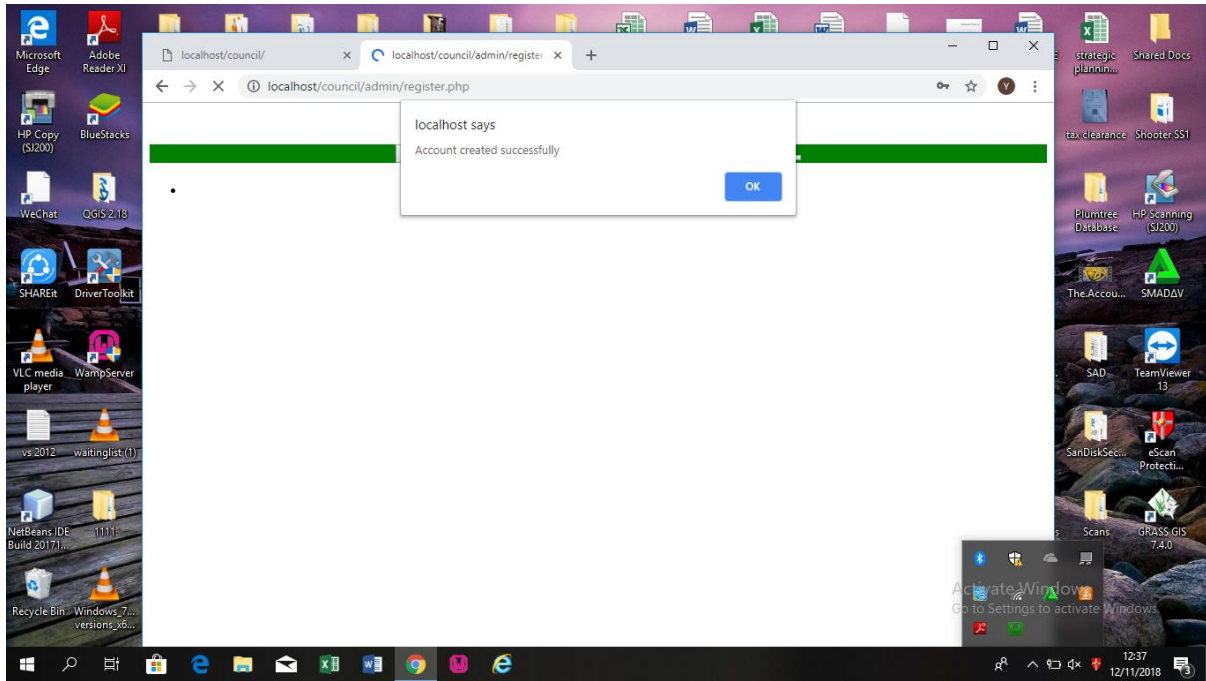 Microsoft
Edge
Adobe
Reader XI
HP Copy
(SJ200)
BlueStacks
WeChat
QGIS 2.18
SHAREit
DriverToolkit
VLC media
player
WampServer
vs 2012
waitinglist (1)
NetBeans IDE
Build 20171...
1111
Recycle Bin
Windows_7...
versions_x6...
localhost/council/
localhost/council/admin/register
localhost/council/admin/register.php
Y
localhost says
Account created successfully
OK
strategic
plannin...
Shared Docs
tax clearance
Shooter SS1
Plumtree
Database
HP Scanning
(SJ200)
The.Accou...
SMADAV
SAD
TeamViewer
13
SanDiskSec...
eScan
Protecti...
Scans
GRASS GIS
7.4.0
Activate Windows
Go to Settings to activate Windows.
12:37
12/11/2018
3